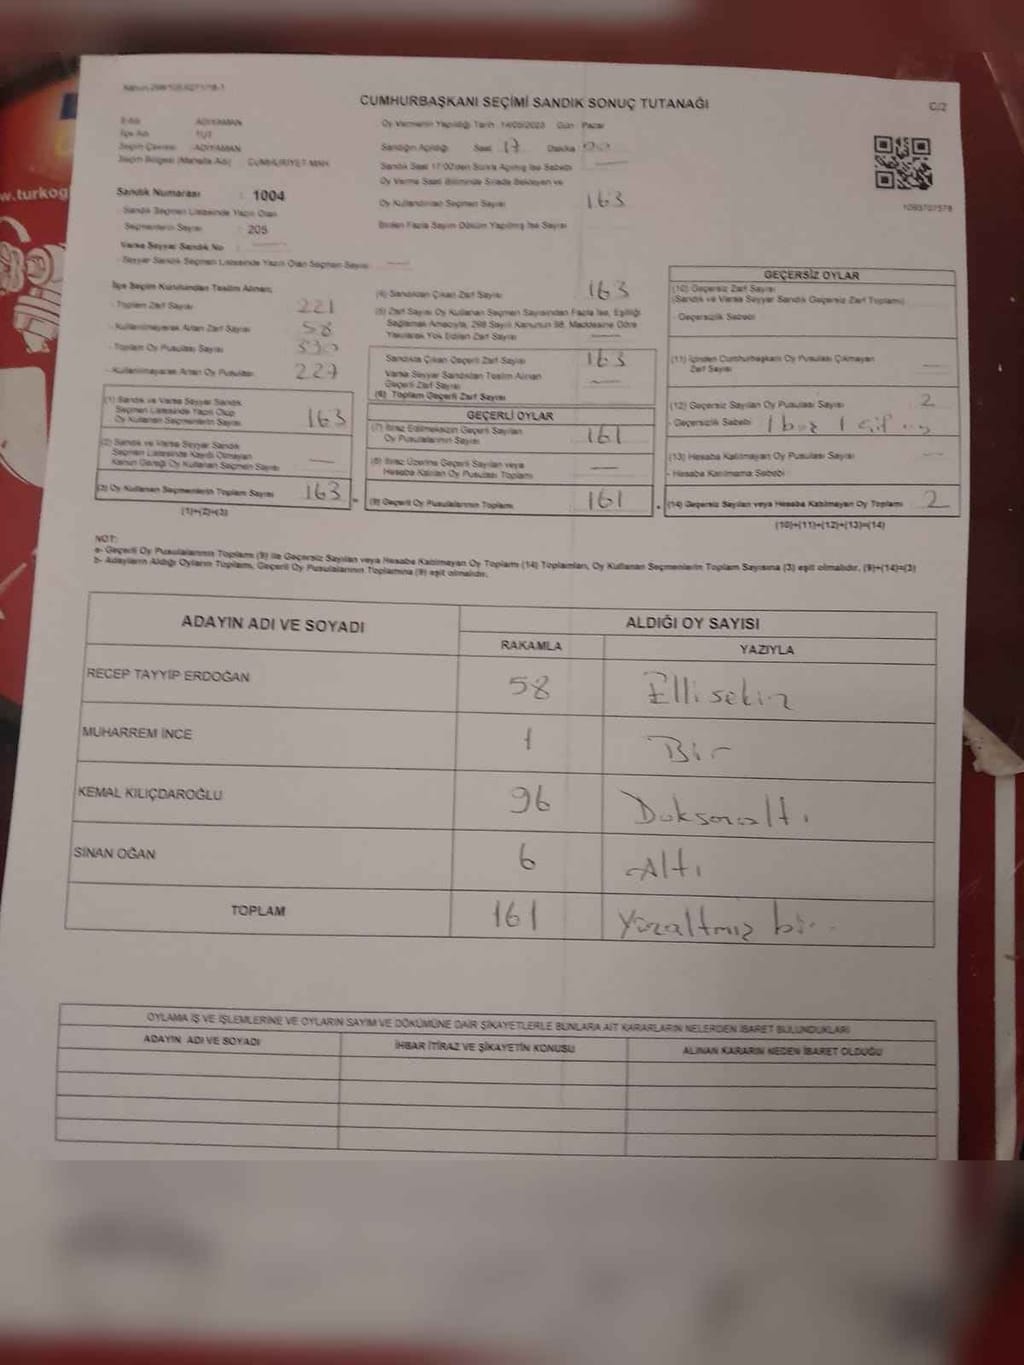 Kanun 298/105,6271/18-1
CUMHURBAŞKANI SEÇİMİ SANDIK SONUÇ TUTANAĞI
C/2
İl Adı ADIYAMAN
İlçe Adı TUT
Seçim Çevresi ADIYAMAN
Seçim Bölgesi (Mahalle Adı) CUMHURİYET MAH.
Sandık Numarası : 1004
Sandık Seçmen Listesinde Yazılı Olan
Seçmenlerin Sayısı : 205
Varsa Seyyar Sandık No
- Seyyar Sandık Seçmen Listesinde Yazılı Olan Seçmen Sayısı
Oy Vermenin Yapıldığı Tarih :14/05/2023 Gün : Pazar
Sandığın Açıldığı Saat 17 Dakika 00
Sandık Saat 17:00'den Sonra Açılmış İse Sebebi
Oy Verme Saati Bitiminde Sırada Bekleyen ve
Oy Kullandırılan Seçmen Sayısı 163
Birden Fazla Sayım Döküm Yapılmış İse Sayısı
1093707578
w.turkog
İlçe Seçim Kurulundan Teslim Alınan;
- Toplam Zarf Sayısı 221
- Kullanılmayarak Artan Zarf Sayısı 58
- Toplam Oy Pusulası Sayısı
- Kullanılmayarak Artan Oy Pusulası 227
(1) Sandık ve Varsa Seyyar Sandık
Seçmen Listesinde Yazılı Olup
Oy Kullanan Seçmenlerin Sayısı 163
(2) Sandık ve Varsa Seyyar Sandık
Seçmen Listesinde Kaydı Olmayan
Kanun Gereği Oy Kullanan Seçmen Sayısı
(3) Oy Kullanan Seçmenlerin Toplam Sayısı 163
(1)+(2)=(3)
(4) Sandıktan Çıkan Zarf Sayısı 163
(5) Zarf Sayısı Oy Kullanan Seçmen Sayısından Fazla İse, Eşitliği
Sağlamak Amacıyla, 298 Sayılı Kanunun 98. Maddesine Göre
Yakılarak Yok Edilen Zarf Sayısı
Sandıkta Çıkan Geçerli Zarf Sayısı 163
Varsa Seyyar Sandıktan Teslim Alınan
Geçerli Zarf Sayısı
(6) Toplam Geçerli Zarf Sayısı
GEÇERLİ OYLAR
(7) İtiraz Edilmeksizin Geçerli Sayılan
Oy Pusulalarının Sayısı 161
(8) İtiraz Üzerine Geçerli Sayılan veya
Hesaba Katılan Oy Pusulası Toplamı
(9) Geçerli Oy Pusulalarının Toplamı 161
GEÇERSİZ OYLAR
(10) Geçersiz Zarf Sayısı
(Sandık ve Varsa Seyyar Sandık Geçersiz Zarf Toplamı)
- Geçersizlik Sebebi
(11) İçinden Cumhurbaşkanı Oy Pusulası Çıkmayan
Zarf Sayısı
(12) Geçersiz Sayılan Oy Pusulası Sayısı 2
- Geçersizlik Sebebi 1 boş 1
(13) Hesaba Katılmayan Oy Pusulası Sayısı
- Hesaba Katılmama Sebebi
(14) Geçersiz Sayılan veya Hesaba Katılmayan Oy Toplamı 2
(10)+(11)+(12)+(13)=(14)
NOT:
a- Geçerli Oy Pusulalarının Toplamı (9) ile Geçersiz Sayılan veya Hesaba Katılmayan Oy Toplamı (14) Toplamları, Oy Kullanan Seçmenlerin Toplam Sayısına (3) eşit olmalıdır. (9)+(14)=(3)
b- Adayların Aldığı Oyların Toplamı, Geçerli Oy Pusulalarının Toplamına (9) eşit olmalıdır.
ADAYIN ADI VE SOYADI
ALDIĞI OY SAYISI
RAKAMLA YAZIYLA
RECEP TAYYİP ERDOĞAN 58 Ellisekiz
MUHARREM İNCE 1 Bir
KEMAL KILIÇDAROĞLU 96 Doksanaltı
SİNAN OĞAN 6 Altı
TOPLAM 161 Yüzaltmış bir
OYLAMA İŞ VE İŞLEMLERİNE VE OYLARIN SAYIM VE DÖKÜMÜNE DAİR ŞİKAYETLERLE BUNLARA AİT KARARLARIN NELERDEN İBARET BULUNDUKLARI
ADAYIN ADI VE SOYADI İHBAR İTİRAZ VE ŞİKAYETİN KONUSU ALINAN KARARIN NEDEN İBARET OLDUĞU